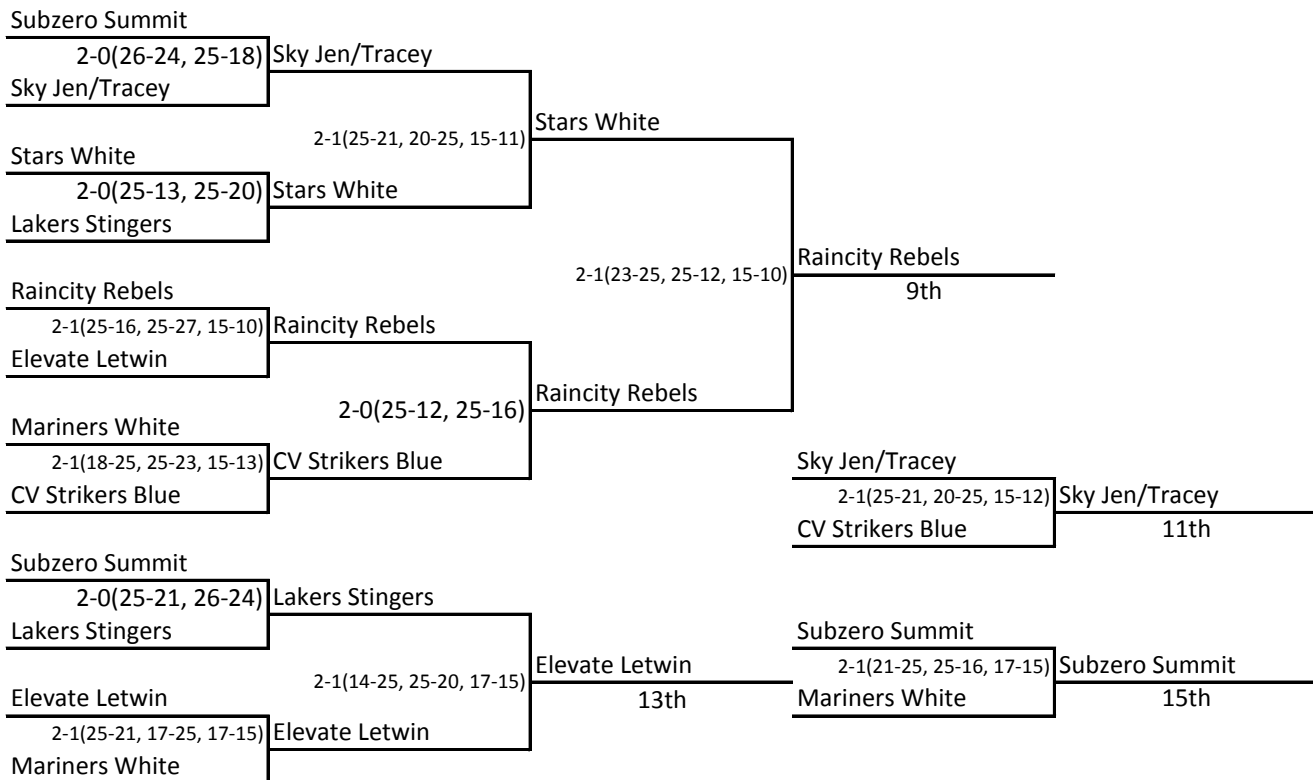 Subzero Summit
2-0(26-24, 25-18) Sky Jen/Tracey
Sky Jen/Tracey
Stars White
2-1(25-21, 20-25, 15-11)
Stars White
2-0(25-13, 25-20) Stars White
Lakers Stingers
Raincity Rebels
2-1(23-25, 25-12, 15-10)
9th
Raincity Rebels
2-1(25-16, 25-27, 15-10) Raincity Rebels
Elevate Letwin
Raincity Rebels
2-0(25-12, 25-16)
Mariners White
2-1(18-25, 25-23, 15-13) CV Strikers Blue
CV Strikers Blue
Sky Jen/Tracey
2-1(25-21, 20-25, 15-12) Sky Jen/Tracey
CV Strikers Blue
11th
Subzero Summit
2-0(25-21, 26-24) Lakers Stingers
Lakers Stingers
Elevate Letwin
2-1(14-25, 25-20, 17-15)
13th
Subzero Summit
2-1(21-25, 25-16, 17-15) Subzero Summit
Mariners White
15th
Elevate Letwin
2-1(25-21, 17-25, 17-15) Elevate Letwin
Mariners White